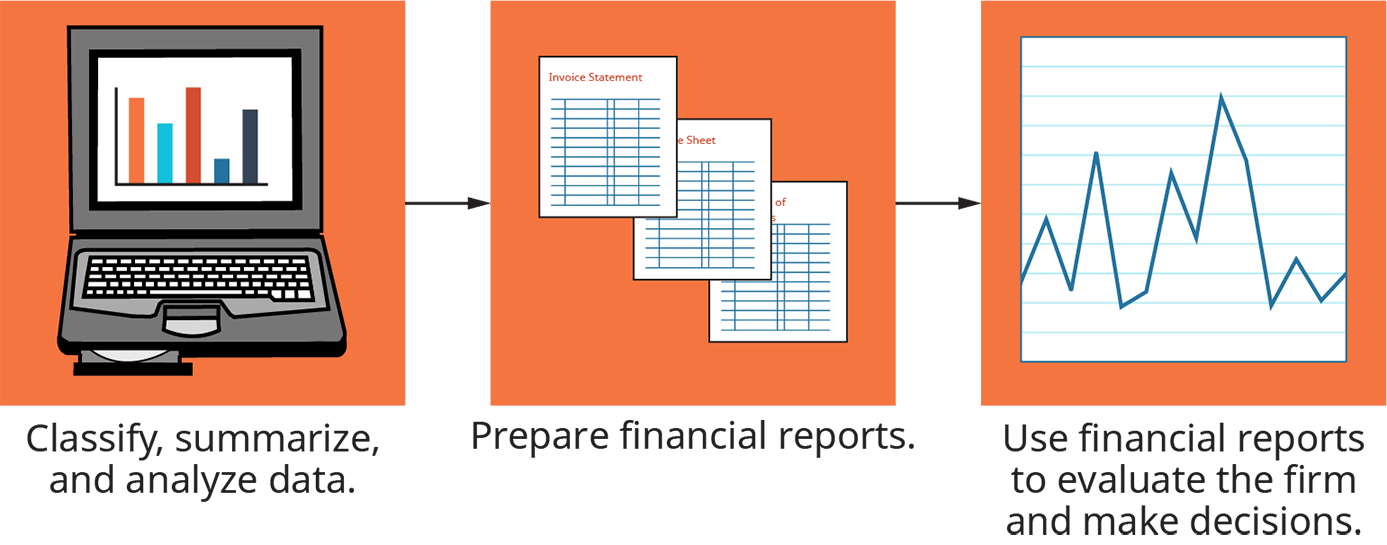 Invoice Statement
e Sheet
of
s
Classify, summarize,
and analyze data.
Prepare financial reports.
Use financial reports
to evaluate the firm
and make decisions.